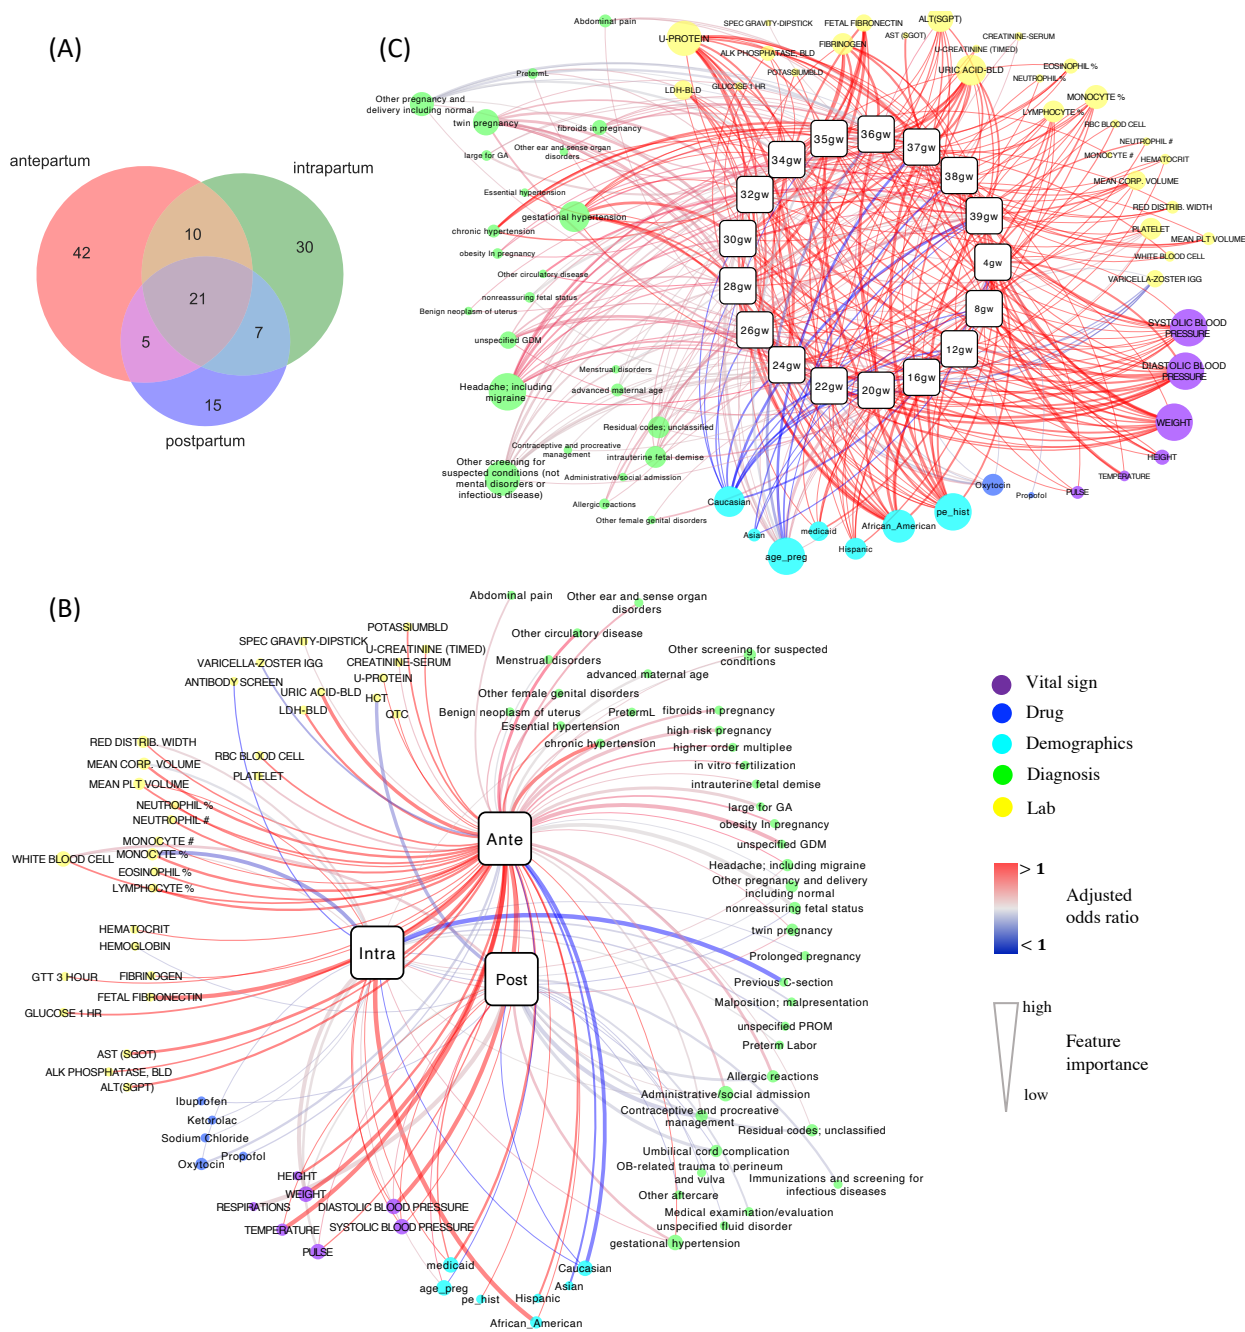 (A)
antepartum
intrapartum
42
10
30
21
5
7
15
postpartum
(C)
Abdominal pain
PretermL
Other pregnancy and
delivery including normal
twin pregnancy
fibroids in pregnancy
large for GA
Other ear and sense organ
disorders
Essential hypertension
gestational hypertension
chronic hypertension
obesity In pregnancy
Other circulatory disease
nonreassuring fetal status
Benign neoplasm of uterus
unspecified GDM
Menstrual disorders
Headache; including
migraine
advanced maternal age
Residual codes; unclassified
Contraceptive and procreative
management
intrauterine fetal demise
Other screening for
suspected conditions (not
mental disorders or
infectious disease)
Administrative/social admission
Allergic reactions
Other female genital disorders
SPEC GRAVITY-DIPSTICK
U-PROTEIN
ALK PHOSPHATASE, BLD
POTASSIUMBLD
LDH-BLD
GLUCOSE 1 HR
FETAL FIBRONECTIN
FIBRINOGEN
ALT(SGPT)
AST (SGOT)
CREATININE-SERUM
U-CREATININE (TIMED)
URIC ACID-BLD
EOSINOPHIL %
NEUTROPHIL %
MONOCYTE %
LYMPHOCYTE %
RBC BLOOD CELL
NEUTROPHIL #
MONOCYTE #
HEMATOCRIT
MEAN CORP. VOLUME
RED DISTRIB. WIDTH
PLATELET
MEAN PLT VOLUME
WHITE BLOOD CELL
VARICELLA-ZOSTER IGG
SYSTOLIC BLOOD
PRESSURE
DIASTOLIC BLOOD
PRESSURE
WEIGHT
HEIGHT
TEMPERATURE
PULSE
Oxytocin
Propofol
pe_hist
African_American
Hispanic
medicaid
age_preg
Asian
Caucasian
35gw
36gw
37gw
34gw
38gw
32gw
39gw
30gw
4gw
28gw
8gw
26gw
12gw
24gw
16gw
22gw
20gw
(B)
POTASSIUMBLD
SPEC GRAVITY-DIPSTICK
U-CREATININE (TIMED)
VARICELLA-ZOSTER IGG
CREATININE-SERUM
ANTIBODY SCREEN
U-PROTEIN
URIC ACID-BLD
HCT
LDH-BLD
QTC
RED DISTRIB. WIDTH
RBC BLOOD CELL
MEAN CORP. VOLUME
PLATELET
MEAN PLT VOLUME
NEUTROPHIL %
NEUTROPHIL #
MONOCYTE #
MONOCYTE %
WHITE BLOOD CELL
EOSINOPHIL %
LYMPHOCYTE %
HEMATOCRIT
HEMOGLOBIN
GTT 3 HOUR
FIBRINOGEN
FETAL FIBRONECTIN
GLUCOSE 1 HR
AST (SGOT)
ALK PHOSPHATASE, BLD
ALT(SGPT)
Ibuprofen
Ketorolac
Sodium Chloride
Propofol
Oxytocin
HEIGHT
WEIGHT
RESPIRATIONS
DIASTOLIC BLOOD PRESSURE
TEMPERATURE
SYSTOLIC BLOOD PRESSURE
PULSE
medicaid
age_preg
pe_hist
Hispanic
African_American
Asian
Caucasian
Ante
Intra
Post
Abdominal pain
Other ear and sense organ
disorders
Other circulatory disease
Other screening for suspected
conditions
Menstrual disorders
advanced maternal age
Other female genital disorders
Benign neoplasm of uterus
PretermL
fibroids in pregnancy
Essential hypertension
high risk pregnancy
chronic hypertension
higher order multiplee
in vitro fertilization
intrauterine fetal demise
large for GA
obesity In pregnancy
unspecified GDM
Headache; including migraine
Other pregnancy and delivery
including normal
nonreassuring fetal status
twin pregnancy
Prolonged pregnancy
Previous C-section
Malposition; malpresentation
unspecified PROM
Preterm Labor
Allergic reactions
Administrative/social admission
Contraceptive and procreative
management
Residual codes; unclassified
Umbilical cord complication
OB-related trauma to perineum
and vulva
Immunizations and screening for
infectious diseases
Other aftercare
Medical examination/evaluation
unspecified fluid disorder
gestational hypertension
Vital sign
Drug
Demographics
Diagnosis
Lab
> 1
Adjusted
odds ratio
< 1
high
Feature
importance
low